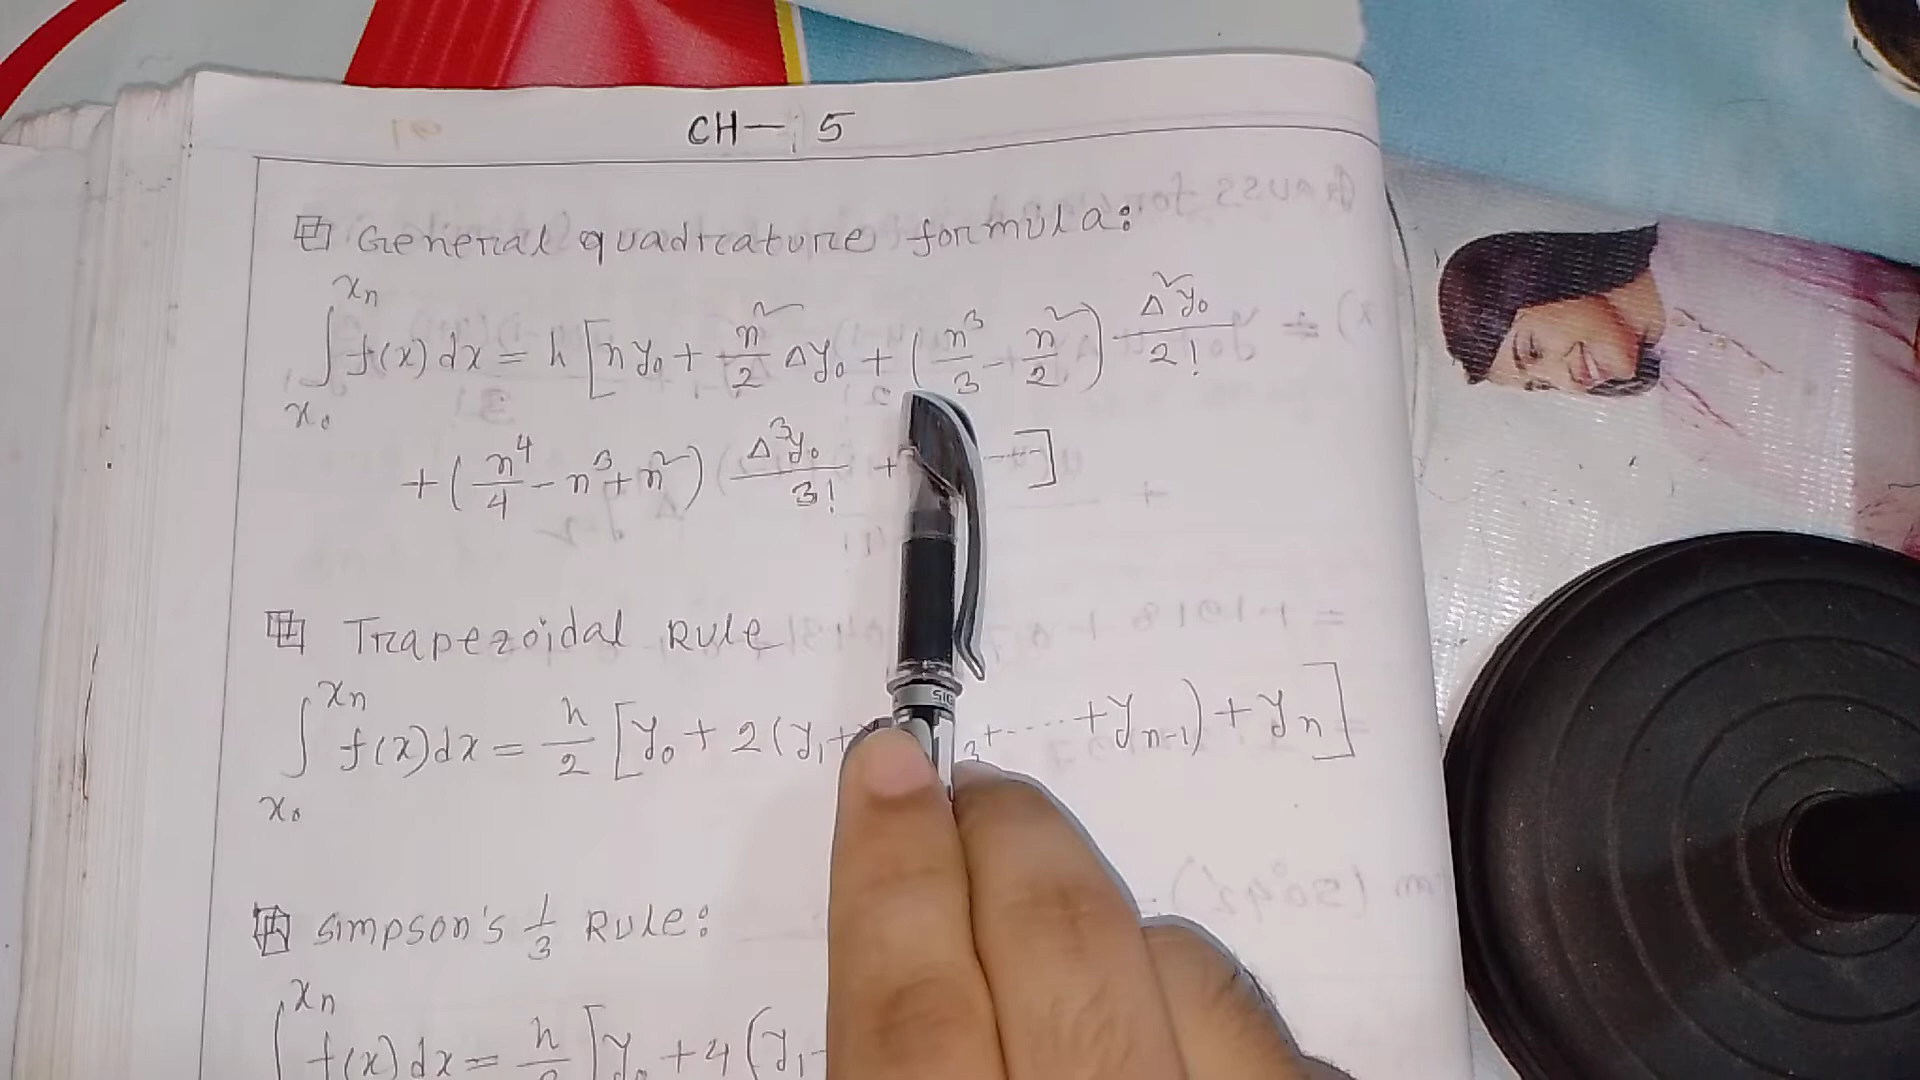 CH - 5
General quadrature formula:
∫_{x₀}^{xₙ} f(x) dx = h [ n y₀ + n²/2 Δy₀ + ( n³/3 - n²/2 ) Δ²y₀/2!
+ ( n⁴/4 - n³ + n² ) ( Δ³y₀/3! + ---- ]
Trapezoidal Rule
∫_{x₀}^{xₙ} f(x) dx = h/2 [ y₀ + 2 ( y₁ + 3 + ---- + yₙ₋₁ ) + yₙ ]
Simpson's 1/3 Rule:
∫^{xₙ} f(x) dx = h [ y₀ + 4 ( y₁